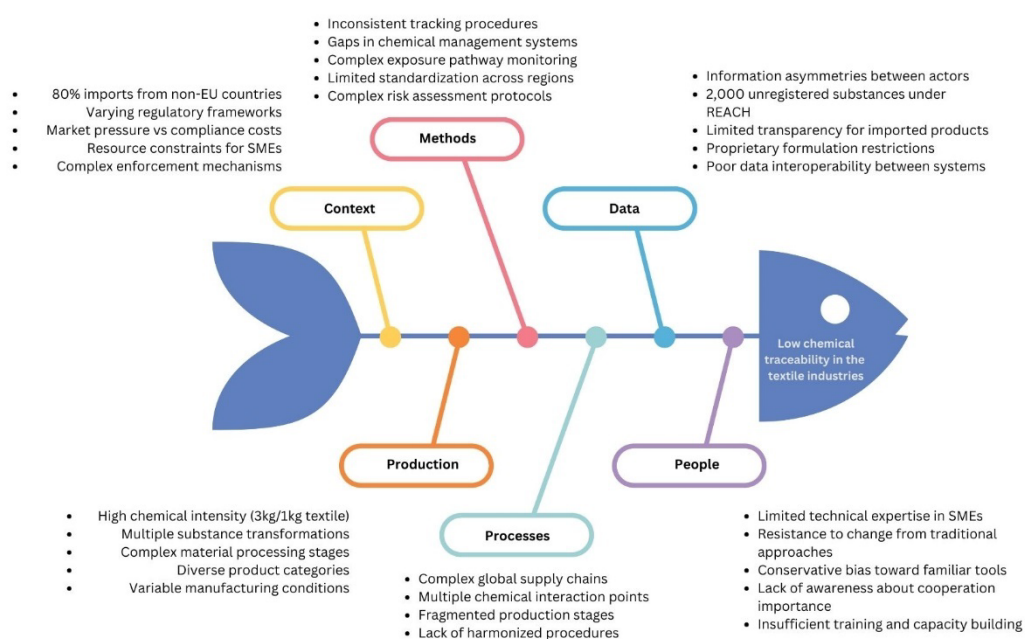 • Inconsistent tracking procedures
• Gaps in chemical management systems
• Complex exposure pathway monitoring
• Limited standardization across regions
• Complex risk assessment protocols
• 80% imports from non-EU countries
• Varying regulatory frameworks
• Market pressure vs compliance costs
• Resource constraints for SMEs
• Complex enforcement mechanisms
• Information asymmetries between actors
• 2,000 unregistered substances under
REACH
• Limited transparency for imported products
• Proprietary formulation restrictions
• Poor data interoperability between systems
Methods
Context
Data
Low chemical
traceability in the
textile industries
Production
People
Processes
• High chemical intensity (3kg/1kg textile)
• Multiple substance transformations
• Complex material processing stages
• Diverse product categories
• Variable manufacturing conditions
• Complex global supply chains
• Multiple chemical interaction points
• Fragmented production stages
• Lack of harmonized procedures
• Limited technical expertise in SMEs
• Resistance to change from traditional
approaches
• Conservative bias toward familiar tools
• Lack of awareness about cooperation
importance
• Insufficient training and capacity building